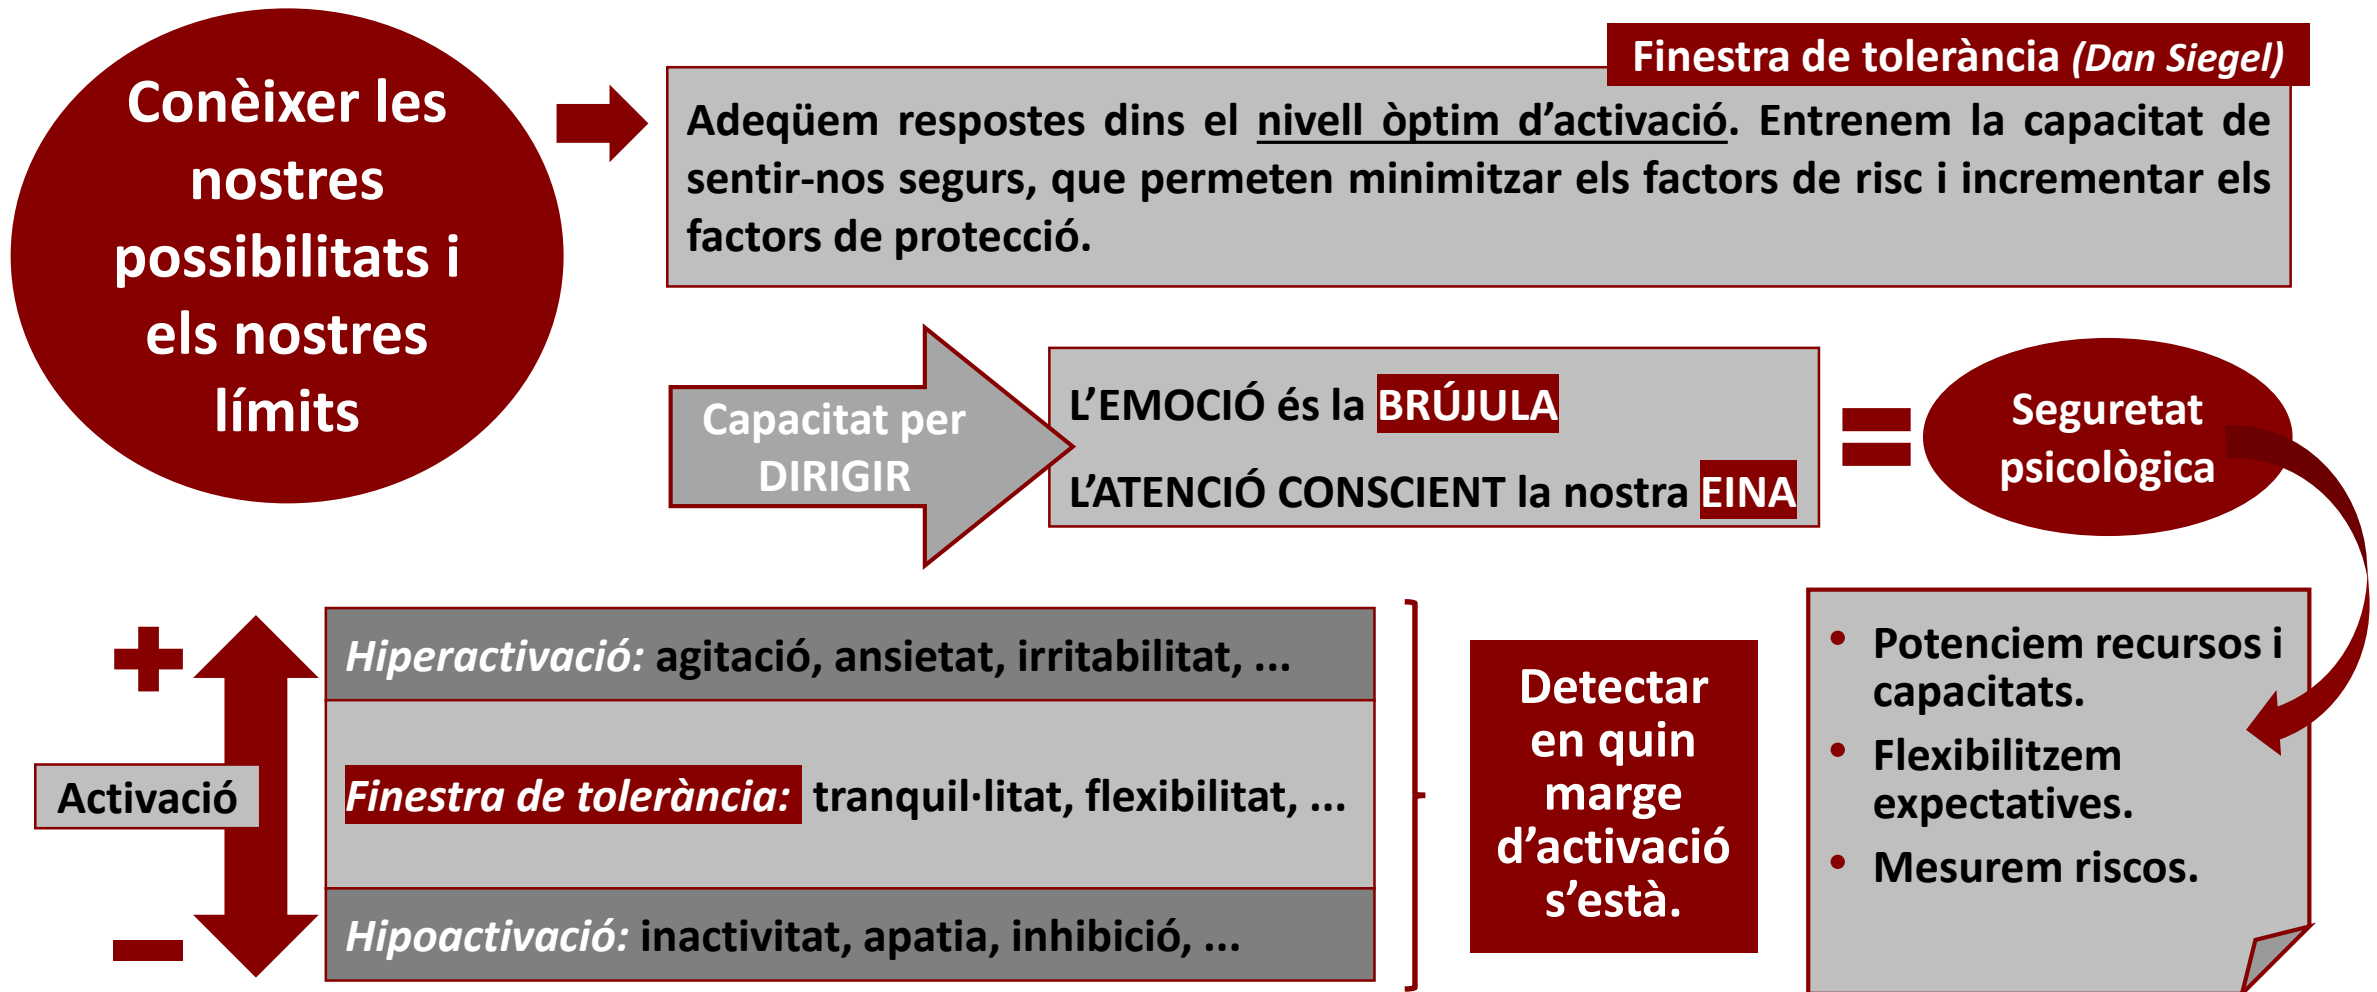 Conèixer les
nostres
possibilitats i
els nostres
límits
Finestra de tolerància (Dan Siegel)
Adeqüem respostes dins el nivell òptim d’activació. Entrenem la capacitat de
sentir-nos segurs, que permeten minimitzar els factors de risc i incrementar els
factors de protecció.
Capacitat per
DIRIGIR
L’EMOCIÓ és la BRÚJULA
L’ATENCIÓ CONSCIENT la nostra EINA
=
Seguretat
psicològica
+
Activació
−
Hiperactivació: agitació, ansietat, irritabilitat, ...
Finestra de tolerància: tranquil·litat, flexibilitat, ...
Hipoactivació: inactivitat, apatia, inhibició, ...
Detectar
en quin
marge
d’activació
s’està.
• Potenciem recursos i
capacitats.
• Flexibilitzem
expectatives.
• Mesurem riscos.